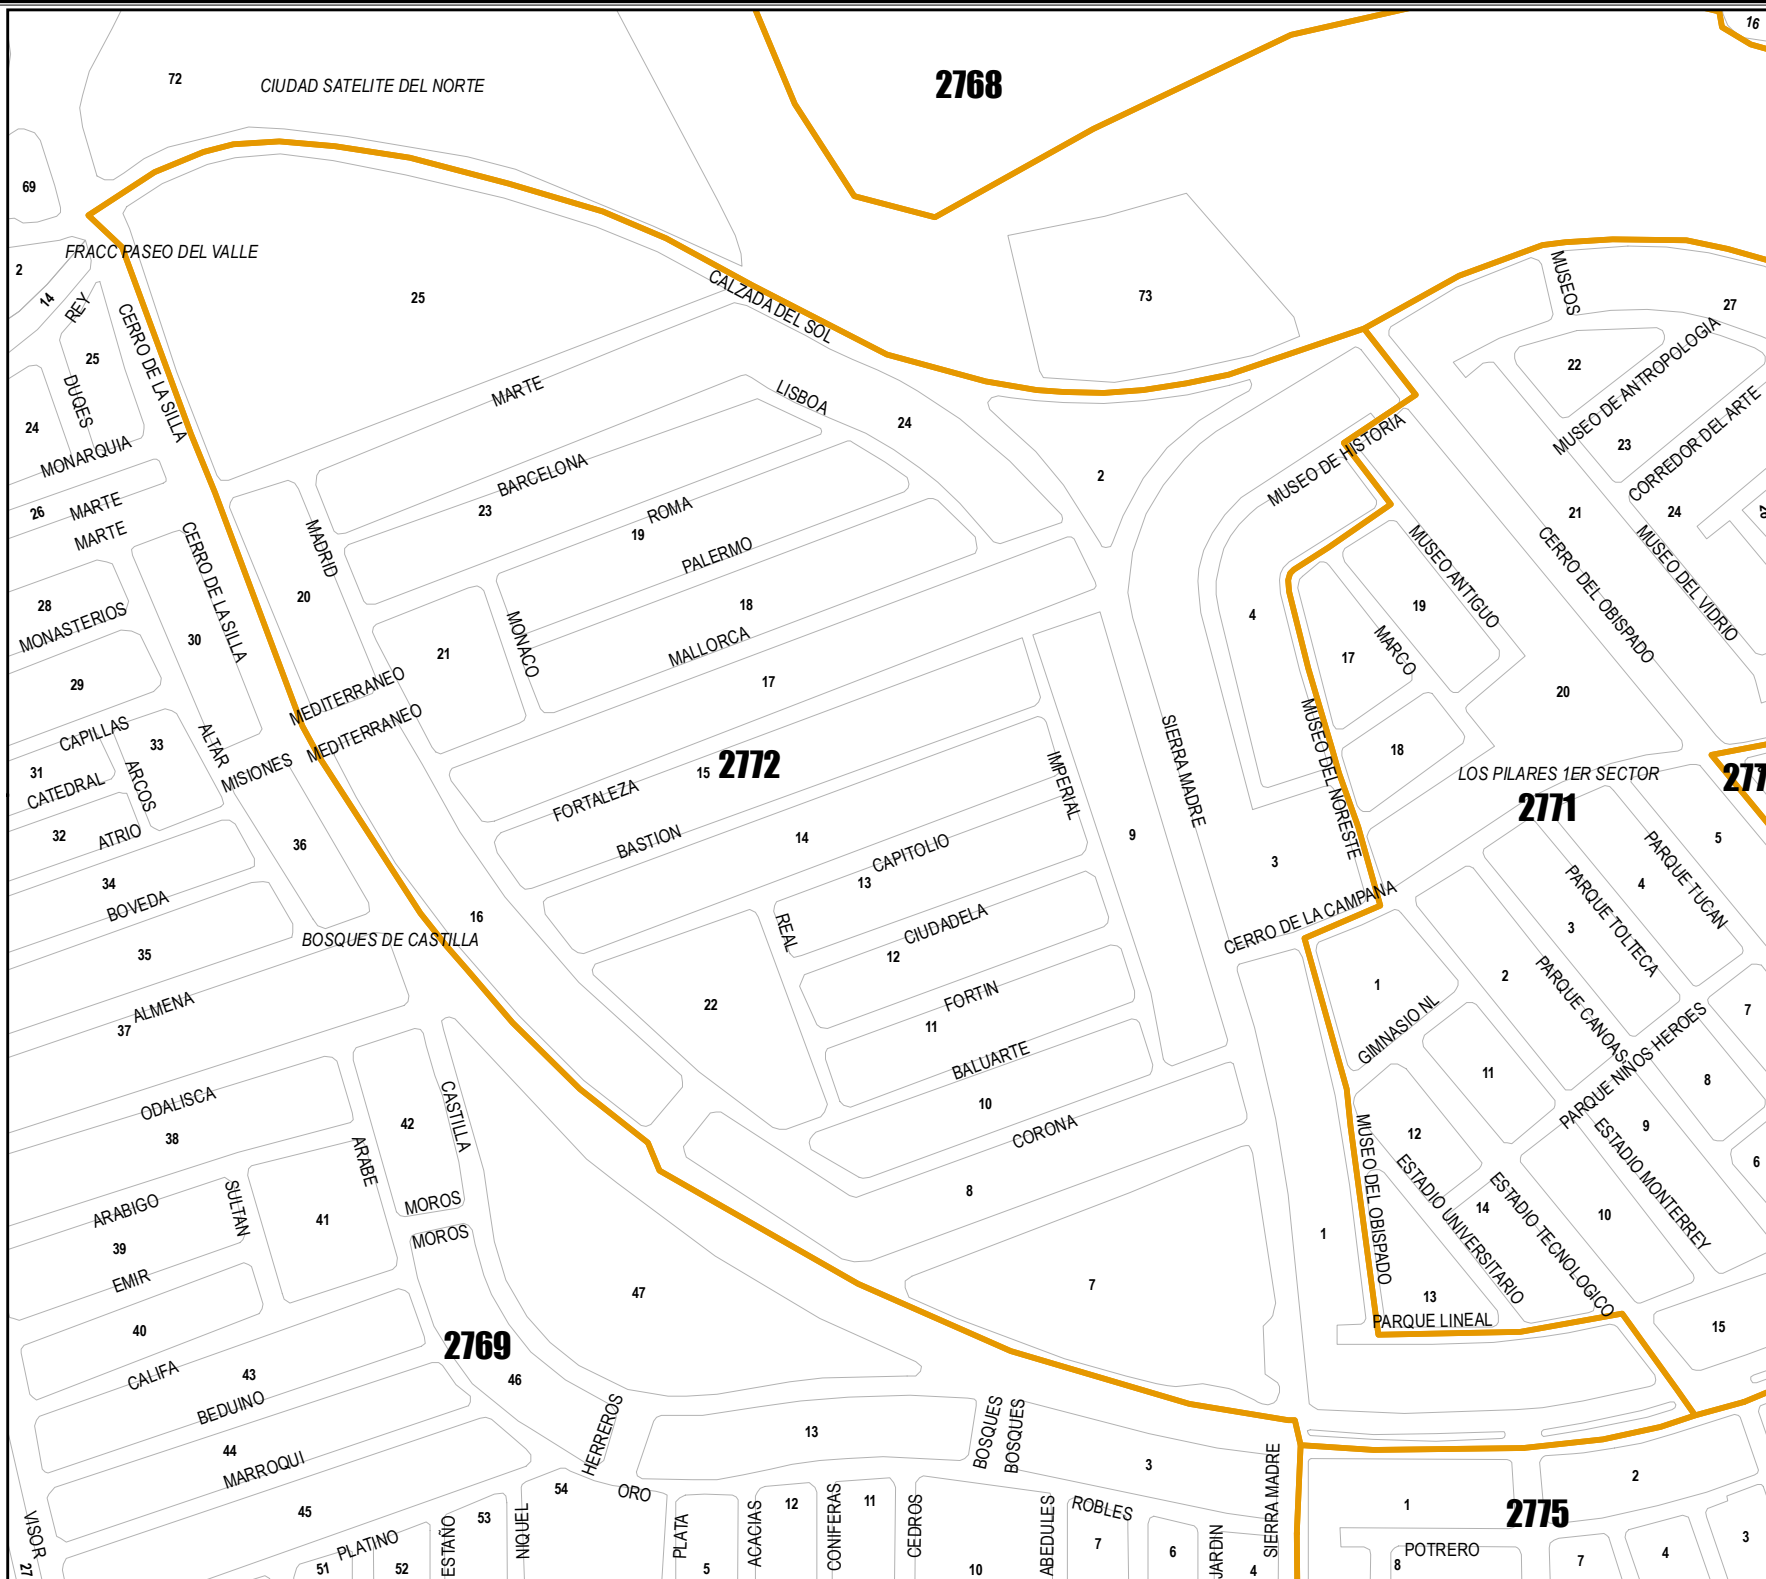 16
72
CIUDAD SATELITE DEL NORTE
2768
69
FRACC PASEO DEL VALLE
2
14
REY
25
73
MUSEOS
27
CERRO DE LA SILLA
CALZADA DEL SOL
25
DUQES
24
MONARQUIA
MARTE
LISBOA
24
22
MUSEO DE ANTROPOLOGIA
23
CORREDOR DEL ARTE
MUSEO DE HISTORIA
2
26
MARTE
MARTE
BARCELONA
23
ROMA
19
PALERMO
MADRID
CERRO DE LA SILLA
20
21
24
CERRO DEL OBISPADO
MUSEO DEL VIDRIO
MUSEO ANTIGUO
28
MONASTERIOS
30
29
18
MALLORCA
MONACO
21
17
4
19
MARCO
17
20
MEDITERRANEO
MEDITERRANEO
CAPILLAS
33
ALTAR
MISIONES
31
CATEDRAL
ARCOS
32
ATRIO
36
2772
15
FORTALEZA
BASTION
14
IMPERIAL
CAPITOLIO
13
9
SIERRA MADRE
MUSEO DEL NORESTE
18
LOS PILARES 1ER SECTOR
2771
277
5
3
4
PARQUE TUCAN
PARQUE TOLTECA
34
BOVEDA
35
BOSQUES DE CASTILLA
16
REAL
CIUDADELA
12
CERRO DE LA CAMPANA
3
ALMENA
37
22
FORTIN
11
BALUARTE
10
1
2
PARQUE CANOAS
7
GIMNASIO NL
11
8
PARQUE NIÑOS HEROES
ODALISCA
38
42
CASTILLA
ARABE
CORONA
8
MUSEO DEL OBISPADO
12
ESTADIO UNIVERSITARIO
ESTADIO TECNOLOGICO
14
ESTADIO MONTERREY
9
10
6
ARABIGO
SULTAN
41
MOROS
MOROS
39
EMIR
40
47
7
1
13
PARQUE LINEAL
15
2769
CALIFA
43
BEDUINO
46
44
MARROQUI
HERREROS
13
BOSQUES
BOSQUES
3
SIERRA MADRE
2
45
54
ORO
12
11
ROBLES
1
2775
VISOR
27
PLATINO
51
52
ESTAÑO
53
NIQUEL
PLATA
5
ACACIAS
CONIFERAS
CEDROS
10
ABEDULES
7
6
JARDIN
4
POTRERO
8
7
4
3